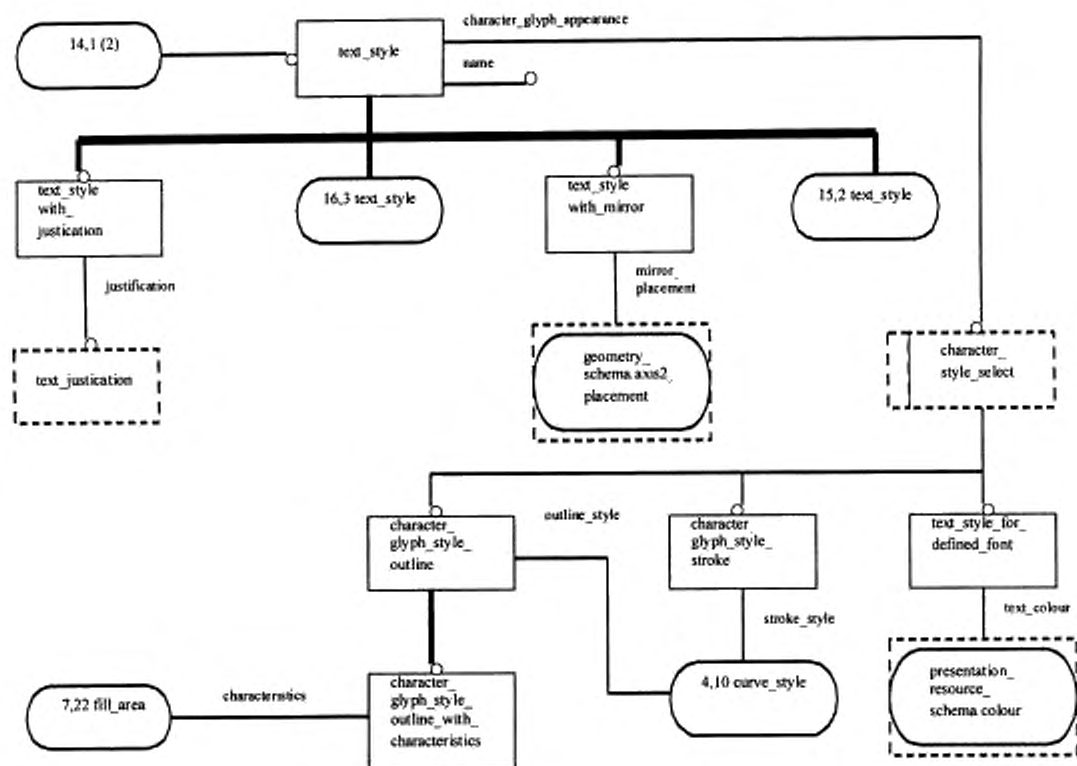 character_glyph_appearance
14,1 (2)
text_style
name
text_style
with_
justication
16,3 text_style
text_style
with_mirror
15,2 text_style
justification
mirror_
placement
text_justication
geometry_
schema.axis2_
placement
character_
style_select
character_
glyph_style_
outline
outline_style
character_
glyph_style_
stroke
text_style_for_
defined_font
stroke_style
text_colour
7,22 fill_area
characteristics
character_
glyph_style_
outline_with_
characteristics
4,10 curve_style
presentation_
resource_
schema.colour